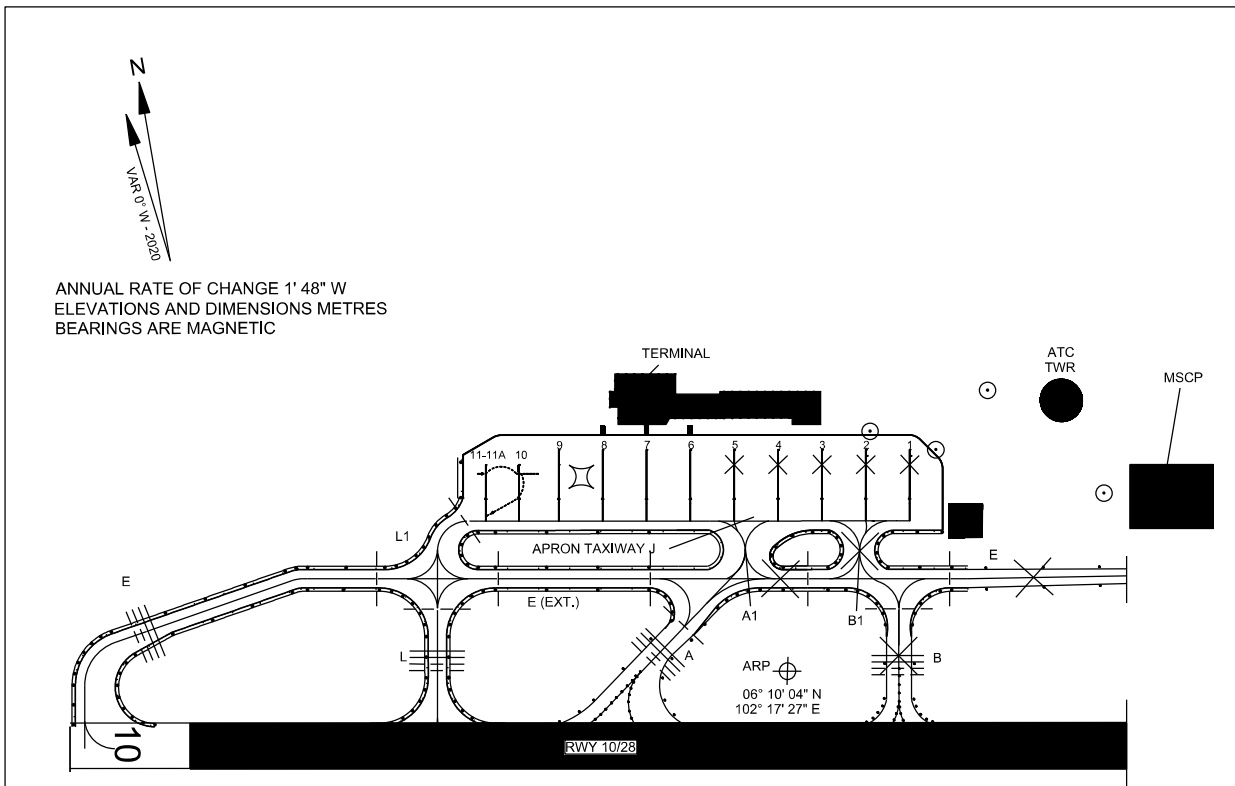 N
VAR 0° W - 2020
ANNUAL RATE OF CHANGE 1' 48" W
ELEVATIONS AND DIMENSIONS METRES
BEARINGS ARE MAGNETIC
TERMINAL
ATC
TWR
MSCP
11-11A 10 9 8 7 6 5 4 3 2 1
L1
APRON TAXIWAY J
E
E
E (EXT.)
A1
B1
L
A
B
ARP
06° 10' 04" N
102° 17' 27" E
10
RWY 10/28